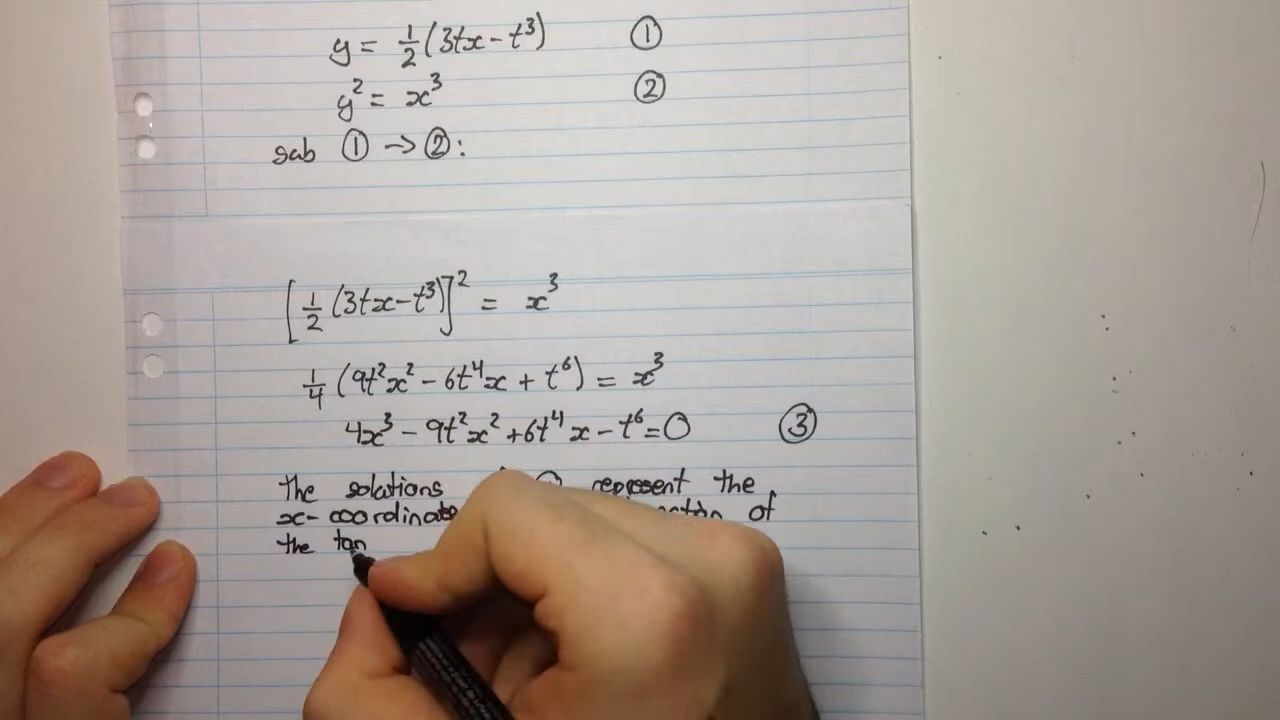 y = ½(3tx - t³) ①
y² = x³ ②
sub ① → ②:
[½(3tx - t³)]² = x³
¼(9t²x² - 6t⁴x + t⁶) = x³
4x³ - 9t²x² + 6t⁴x - t⁶ = 0 ③
The solutions represent the
x-coordinate of
the tan